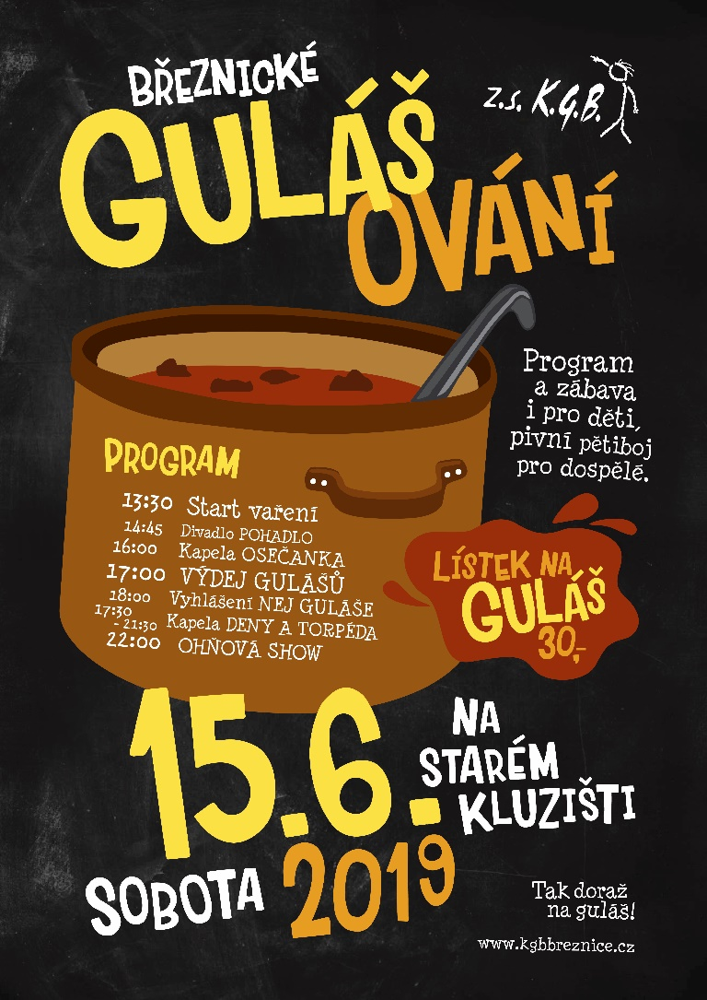 BŘEZNICKÉ
GULÁŠ
OVÁNÍ
z.s. K.G.B.
Program
a zábava
i pro děti,
pivní pětiboj
pro dospělé.
PROGRAM
13:30 Start vaření
14:45 Divadlo POHADLO
16:00 Kapela OSEČANKA
17:00 VÝDEJ GULÁŠŮ
18:00 Vyhlášení NEJ GULÁŠE
17:30 - 21:30 Kapela DENY A TORPÉDA
22:00 OHŇOVÁ SHOW
LÍSTEK NA
GULÁŠ
30,-
15.6.
NA
STARÉM
KLUZIŠTI
SOBOTA 2019
Tak doraž
na guláš!
www.kgbbreznice.cz